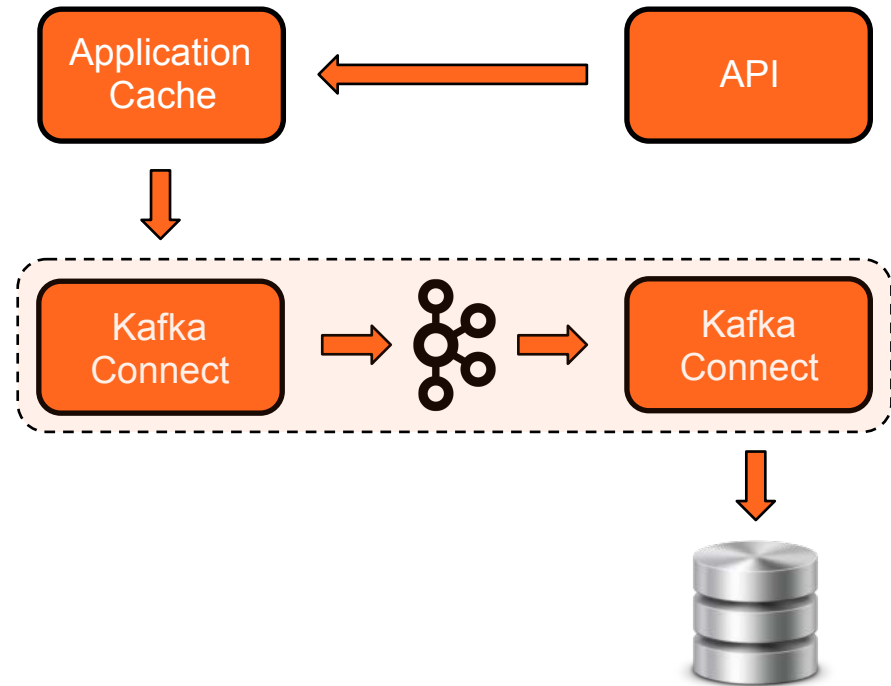 Application
Cache
API
Kafka
Connect
Kafka
Connect